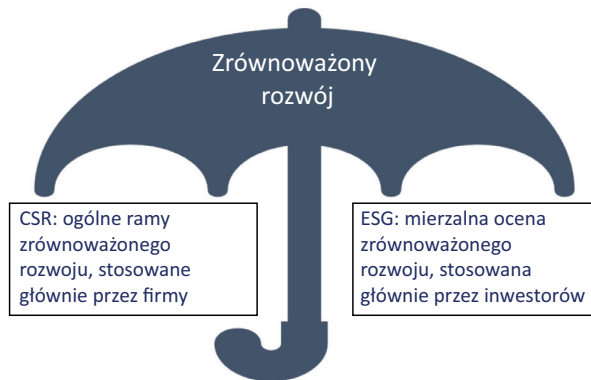 Zrównoważony
rozwój
CSR: ogólne ramy
zrównoważonego
rozwoju, stosowane
głównie przez firmy
ESG: mierzalna ocena
zrównoważonego
rozwoju, stosowana
głównie przez inwestorów